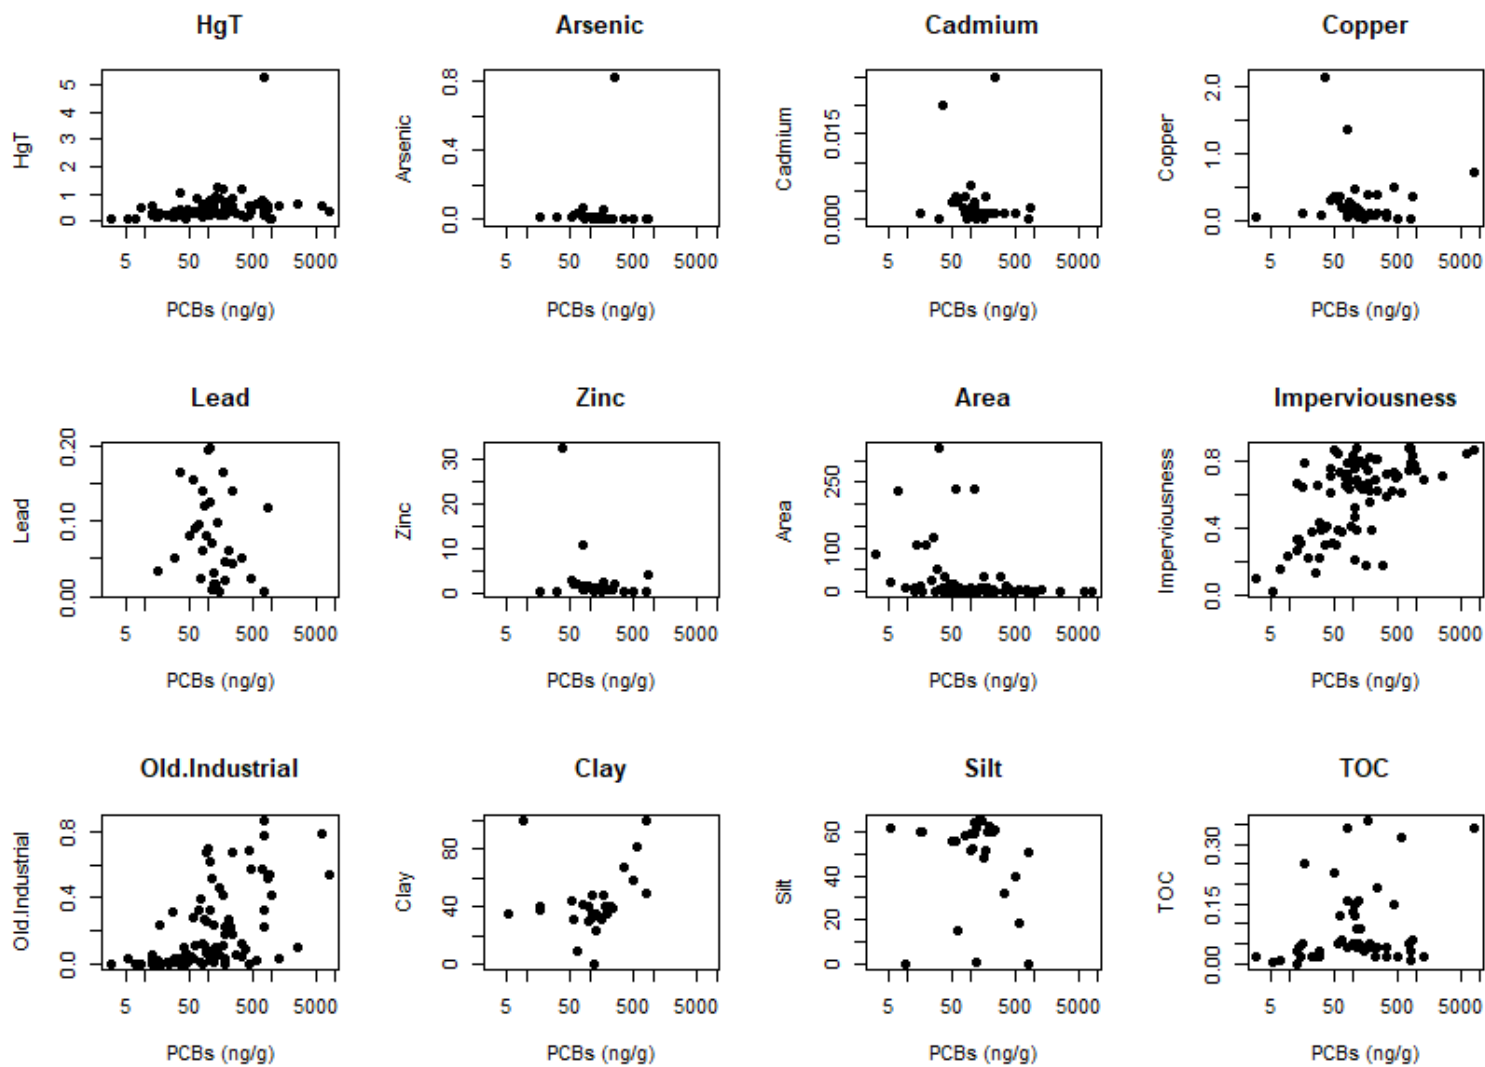 HgT
Arsenic
Cadmium
Copper
HgT
0 1 2 3 4 5
5 50 500 5000
PCBs (ng/g)
Arsenic
0.0 0.4 0.8
5 50 500 5000
PCBs (ng/g)
Cadmium
0.000 0.015
5 50 500 5000
PCBs (ng/g)
Copper
0.0 1.0 2.0
5 50 500 5000
PCBs (ng/g)
Lead
Zinc
Area
Imperviousness
Lead
0.00 0.10 0.20
5 50 500 5000
PCBs (ng/g)
Zinc
0 10 20 30
5 50 500 5000
PCBs (ng/g)
Area
0 100 250
5 50 500 5000
PCBs (ng/g)
Imperviousness
0.0 0.4 0.8
5 50 500 5000
PCBs (ng/g)
Old.Industrial
Clay
Silt
TOC
Old.Industrial
0.0 0.4 0.8
5 50 500 5000
PCBs (ng/g)
Clay
0 40 80
5 50 500 5000
PCBs (ng/g)
Silt
0 20 40 60
5 50 500 5000
PCBs (ng/g)
TOC
0.00 0.15 0.30
5 50 500 5000
PCBs (ng/g)